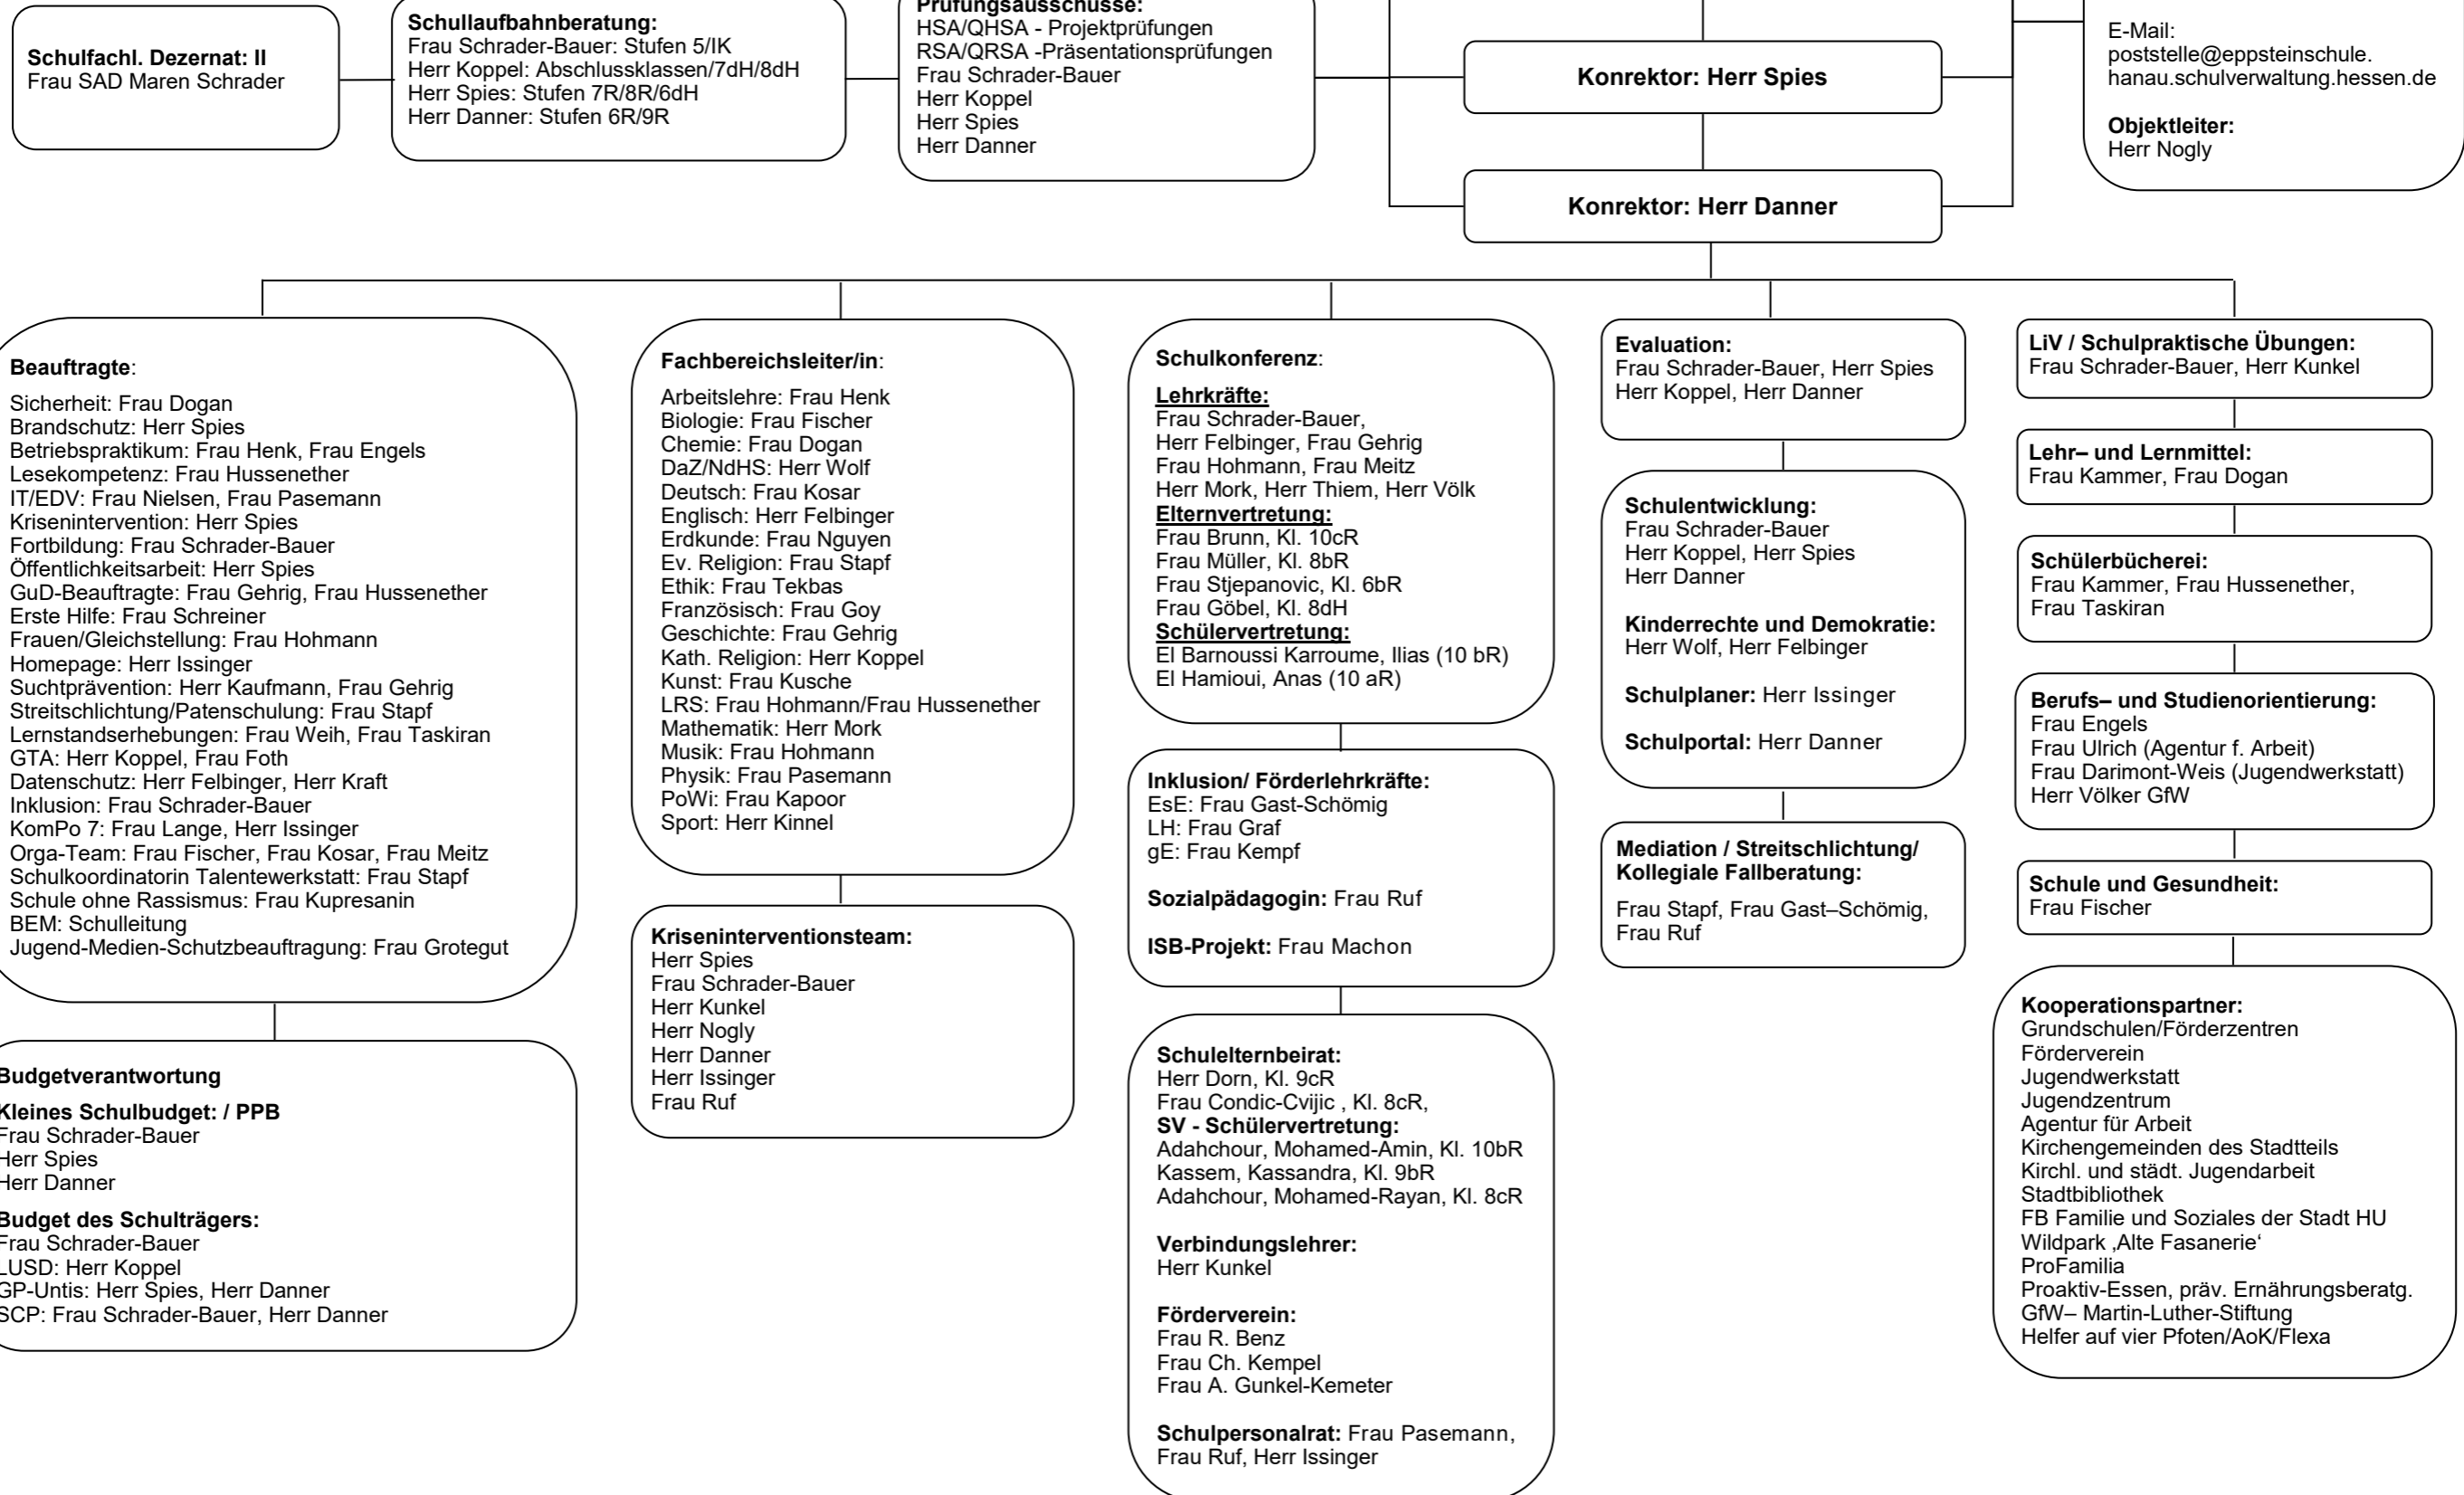 Schulfachl. Dezernat: II
Frau SAD Maren Schrader
Schullaufbahnberatung:
Frau Schrader-Bauer: Stufen 5/IK
Herr Koppel: Abschlussklassen/7dH/8dH
Herr Spies: Stufen 7R/8R/6dH
Herr Danner: Stufen 6R/9R
Prüfungsausschüsse:
HSA/QHSA - Projektprüfungen
RSA/QRSA -Präsentationsprüfungen
Frau Schrader-Bauer
Herr Koppel
Herr Spies
Herr Danner
Konrektor: Herr Spies
Konrektor: Herr Danner
E-Mail:
poststelle@eppsteinschule.
hanau.schulverwaltung.hessen.de
Objektleiter:
Herr Nogly
Beauftragte:
Sicherheit: Frau Dogan
Brandschutz: Herr Spies
Betriebspraktikum: Frau Henk, Frau Engels
Lesekompetenz: Frau Hussenether
IT/EDV: Frau Nielsen, Frau Pasemann
Krisenintervention: Herr Spies
Fortbildung: Frau Schrader-Bauer
Öffentlichkeitsarbeit: Herr Spies
GuD-Beauftragte: Frau Gehrig, Frau Hussenether
Erste Hilfe: Frau Schreiner
Frauen/Gleichstellung: Frau Hohmann
Homepage: Herr Issinger
Suchtprävention: Herr Kaufmann, Frau Gehrig
Streitschlichtung/Patenschulung: Frau Stapf
Lernstandserhebungen: Frau Weih, Frau Taskiran
GTA: Herr Koppel, Frau Foth
Datenschutz: Herr Felbinger, Herr Kraft
Inklusion: Frau Schrader-Bauer
KomPo 7: Frau Lange, Herr Issinger
Orga-Team: Frau Fischer, Frau Kosar, Frau Meitz
Schulkoordinatorin Talentewerkstatt: Frau Stapf
Schule ohne Rassismus: Frau Kupresanin
BEM: Schulleitung
Jugend-Medien-Schutzbeauftragung: Frau Grotegut
Budgetverantwortung
Kleines Schulbudget: / PPB
Frau Schrader-Bauer
Herr Spies
Herr Danner
Budget des Schulträgers:
Frau Schrader-Bauer
LUSD: Herr Koppel
GP-Untis: Herr Spies, Herr Danner
SCP: Frau Schrader-Bauer, Herr Danner
Fachbereichsleiter/in:
Arbeitslehre: Frau Henk
Biologie: Frau Fischer
Chemie: Frau Dogan
DaZ/NdHS: Herr Wolf
Deutsch: Frau Kosar
Englisch: Herr Felbinger
Erdkunde: Frau Nguyen
Ev. Religion: Frau Stapf
Ethik: Frau Tekbas
Französisch: Frau Goy
Geschichte: Frau Gehrig
Kath. Religion: Herr Koppel
Kunst: Frau Kusche
LRS: Frau Hohmann/Frau Hussenether
Mathematik: Herr Mork
Musik: Frau Hohmann
Physik: Frau Pasemann
PoWi: Frau Kapoor
Sport: Herr Kinnel
Kriseninterventionsteam:
Herr Spies
Frau Schrader-Bauer
Herr Kunkel
Herr Nogly
Herr Danner
Herr Issinger
Frau Ruf
Schulkonferenz:
Lehrkräfte:
Frau Schrader-Bauer,
Herr Felbinger, Frau Gehrig
Frau Hohmann, Frau Meitz
Herr Mork, Herr Thiem, Herr Völk
Elternvertretung:
Frau Brunn, Kl. 10cR
Frau Müller, Kl. 8bR
Frau Stjepanovic, Kl. 6bR
Frau Göbel, Kl. 8dH
Schülervertretung:
El Barnoussi Karroume, Ilias (10 bR)
El Hamioui, Anas (10 aR)
Inklusion/ Förderlehrkräfte:
EsE: Frau Gast-Schömig
LH: Frau Graf
gE: Frau Kempf
Sozialpädagogin: Frau Ruf
ISB-Projekt: Frau Machon
Schulelternbeirat:
Herr Dorn, Kl. 9cR
Frau Condic-Cvijic , Kl. 8cR,
SV - Schülervertretung:
Adahchour, Mohamed-Amin, Kl. 10bR
Kassem, Kassandra, Kl. 9bR
Adahchour, Mohamed-Rayan, Kl. 8cR
Verbindungslehrer:
Herr Kunkel
Förderverein:
Frau R. Benz
Frau Ch. Kempel
Frau A. Gunkel-Kemeter
Schulpersonalrat: Frau Pasemann,
Frau Ruf, Herr Issinger
Evaluation:
Frau Schrader-Bauer, Herr Spies
Herr Koppel, Herr Danner
Schulentwicklung:
Frau Schrader-Bauer
Herr Koppel, Herr Spies
Herr Danner
Kinderrechte und Demokratie:
Herr Wolf, Herr Felbinger
Schulplaner: Herr Issinger
Schulportal: Herr Danner
Mediation / Streitschlichtung/
Kollegiale Fallberatung:
Frau Stapf, Frau Gast–Schömig,
Frau Ruf
LiV / Schulpraktische Übungen:
Frau Schrader-Bauer, Herr Kunkel
Lehr– und Lernmittel:
Frau Kammer, Frau Dogan
Schülerbücherei:
Frau Kammer, Frau Hussenether,
Frau Taskiran
Berufs– und Studienorientierung:
Frau Engels
Frau Ulrich (Agentur f. Arbeit)
Frau Darimont-Weis (Jugendwerkstatt)
Herr Völker GfW
Schule und Gesundheit:
Frau Fischer
Kooperationspartner:
Grundschulen/Förderzentren
Förderverein
Jugendwerkstatt
Jugendzentrum
Agentur für Arbeit
Kirchengemeinden des Stadtteils
Kirchl. und städt. Jugendarbeit
Stadtbibliothek
FB Familie und Soziales der Stadt HU
Wildpark ‚Alte Fasanerie‘
ProFamilia
Proaktiv-Essen, präv. Ernährungsberatg.
GfW– Martin-Luther-Stiftung
Helfer auf vier Pfoten/AoK/Flexa